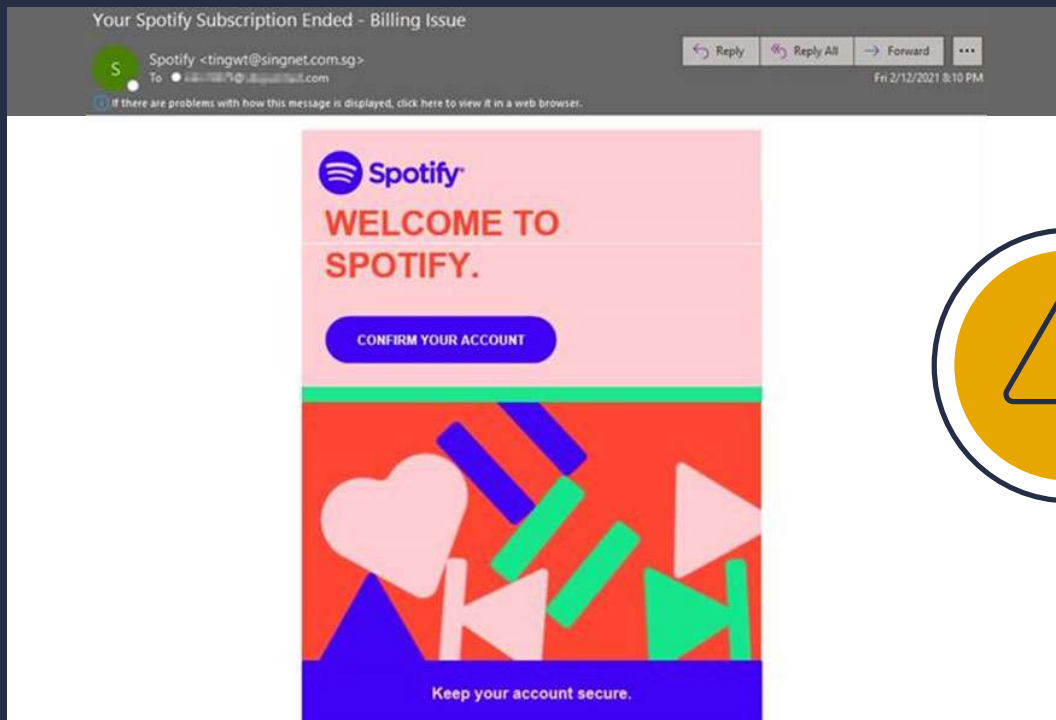 Your Spotify Subscription Ended - Billing Issue
S
Spotify <tingwt@singnet.com.sg>
To .com
Reply
Reply All
Forward
Fri 2/12/2021 8:10 PM
If there are problems with how this message is displayed, click here to view it in a web browser.
Spotify
WELCOME TO
SPOTIFY.
CONFIRM YOUR ACCOUNT
Keep your account secure.